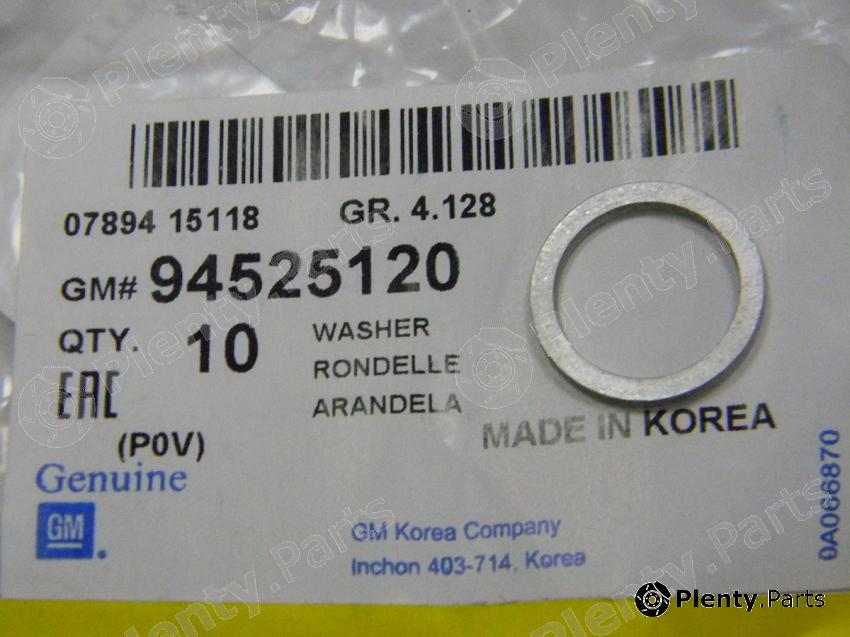 07894 15118 GR. 4.128
GM# 94525120
QTY. 10 WASHER
RONDELLE
ARANDELA
EAC
(P0V)
MADE IN KOREA
Genuine
GM
GM Korea Company
Inchon 403-714, Korea
0A066870
Plenty.Parts